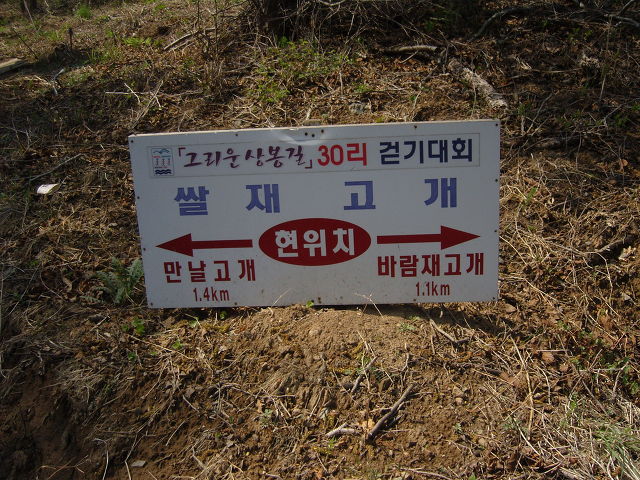 「그리운 상봉길」 30리 걷기대회
쌀 재 고 개
현위치
만날고개 바람재고개
1.4km 1.1km